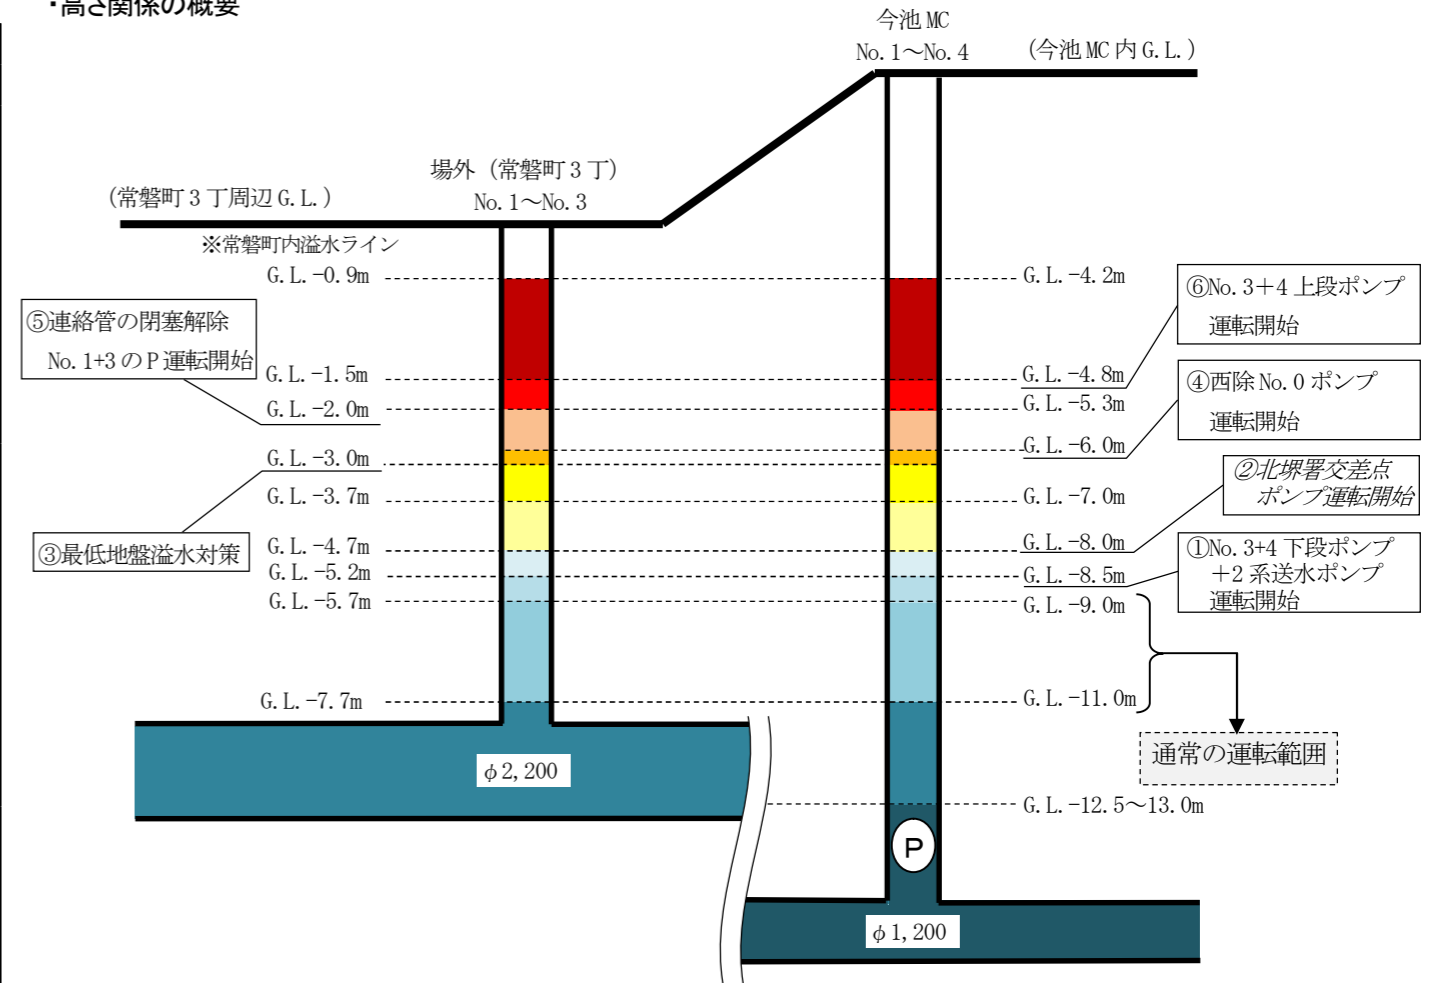 ・高さ関係の概要
今池 MC
No.1～No.4
(今池 MC 内 G.L.)
場外（常磐町３丁）
No.1～No.3
(常磐町３丁周辺 G.L.)
※常磐町内溢水ライン
G.L.-0.9m
G.L.-1.5m
G.L.-2.0m
G.L.-3.0m
G.L.-3.7m
G.L.-4.7m
G.L.-5.2m
G.L.-5.7m
G.L.-7.7m
⑤連絡管の閉塞解除
No.1+3 の P 運転開始
③最低地盤溢水対策
G.L.-4.2m
G.L.-4.8m
G.L.-5.3m
G.L.-6.0m
G.L.-7.0m
G.L.-8.0m
G.L.-8.5m
G.L.-9.0m
G.L.-11.0m
G.L.-12.5～13.0m
⑥No.3＋4 上段ポンプ
運転開始
④西除 No.0 ポンプ
運転開始
②北堺署交差点
ポンプ運転開始
①No.3+4 下段ポンプ
＋2 系送水ポンプ
運転開始
通常の運転範囲
φ2,200
P
φ1,200